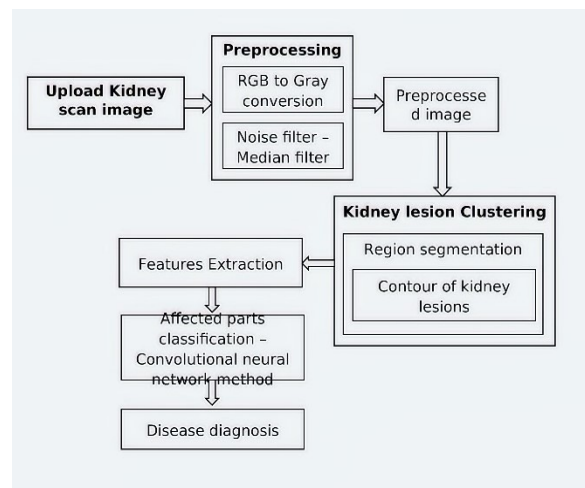 Preprocessing
Upload Kidney
scan image
RGB to Gray
conversion
Noise filter –
Median filter
Preprocesse
d image
Kidney lesion Clustering
Region segmentation
Contour of kidney
lesions
Features Extraction
Affected parts
classification –
Convolutional neural
network method
Disease diagnosis